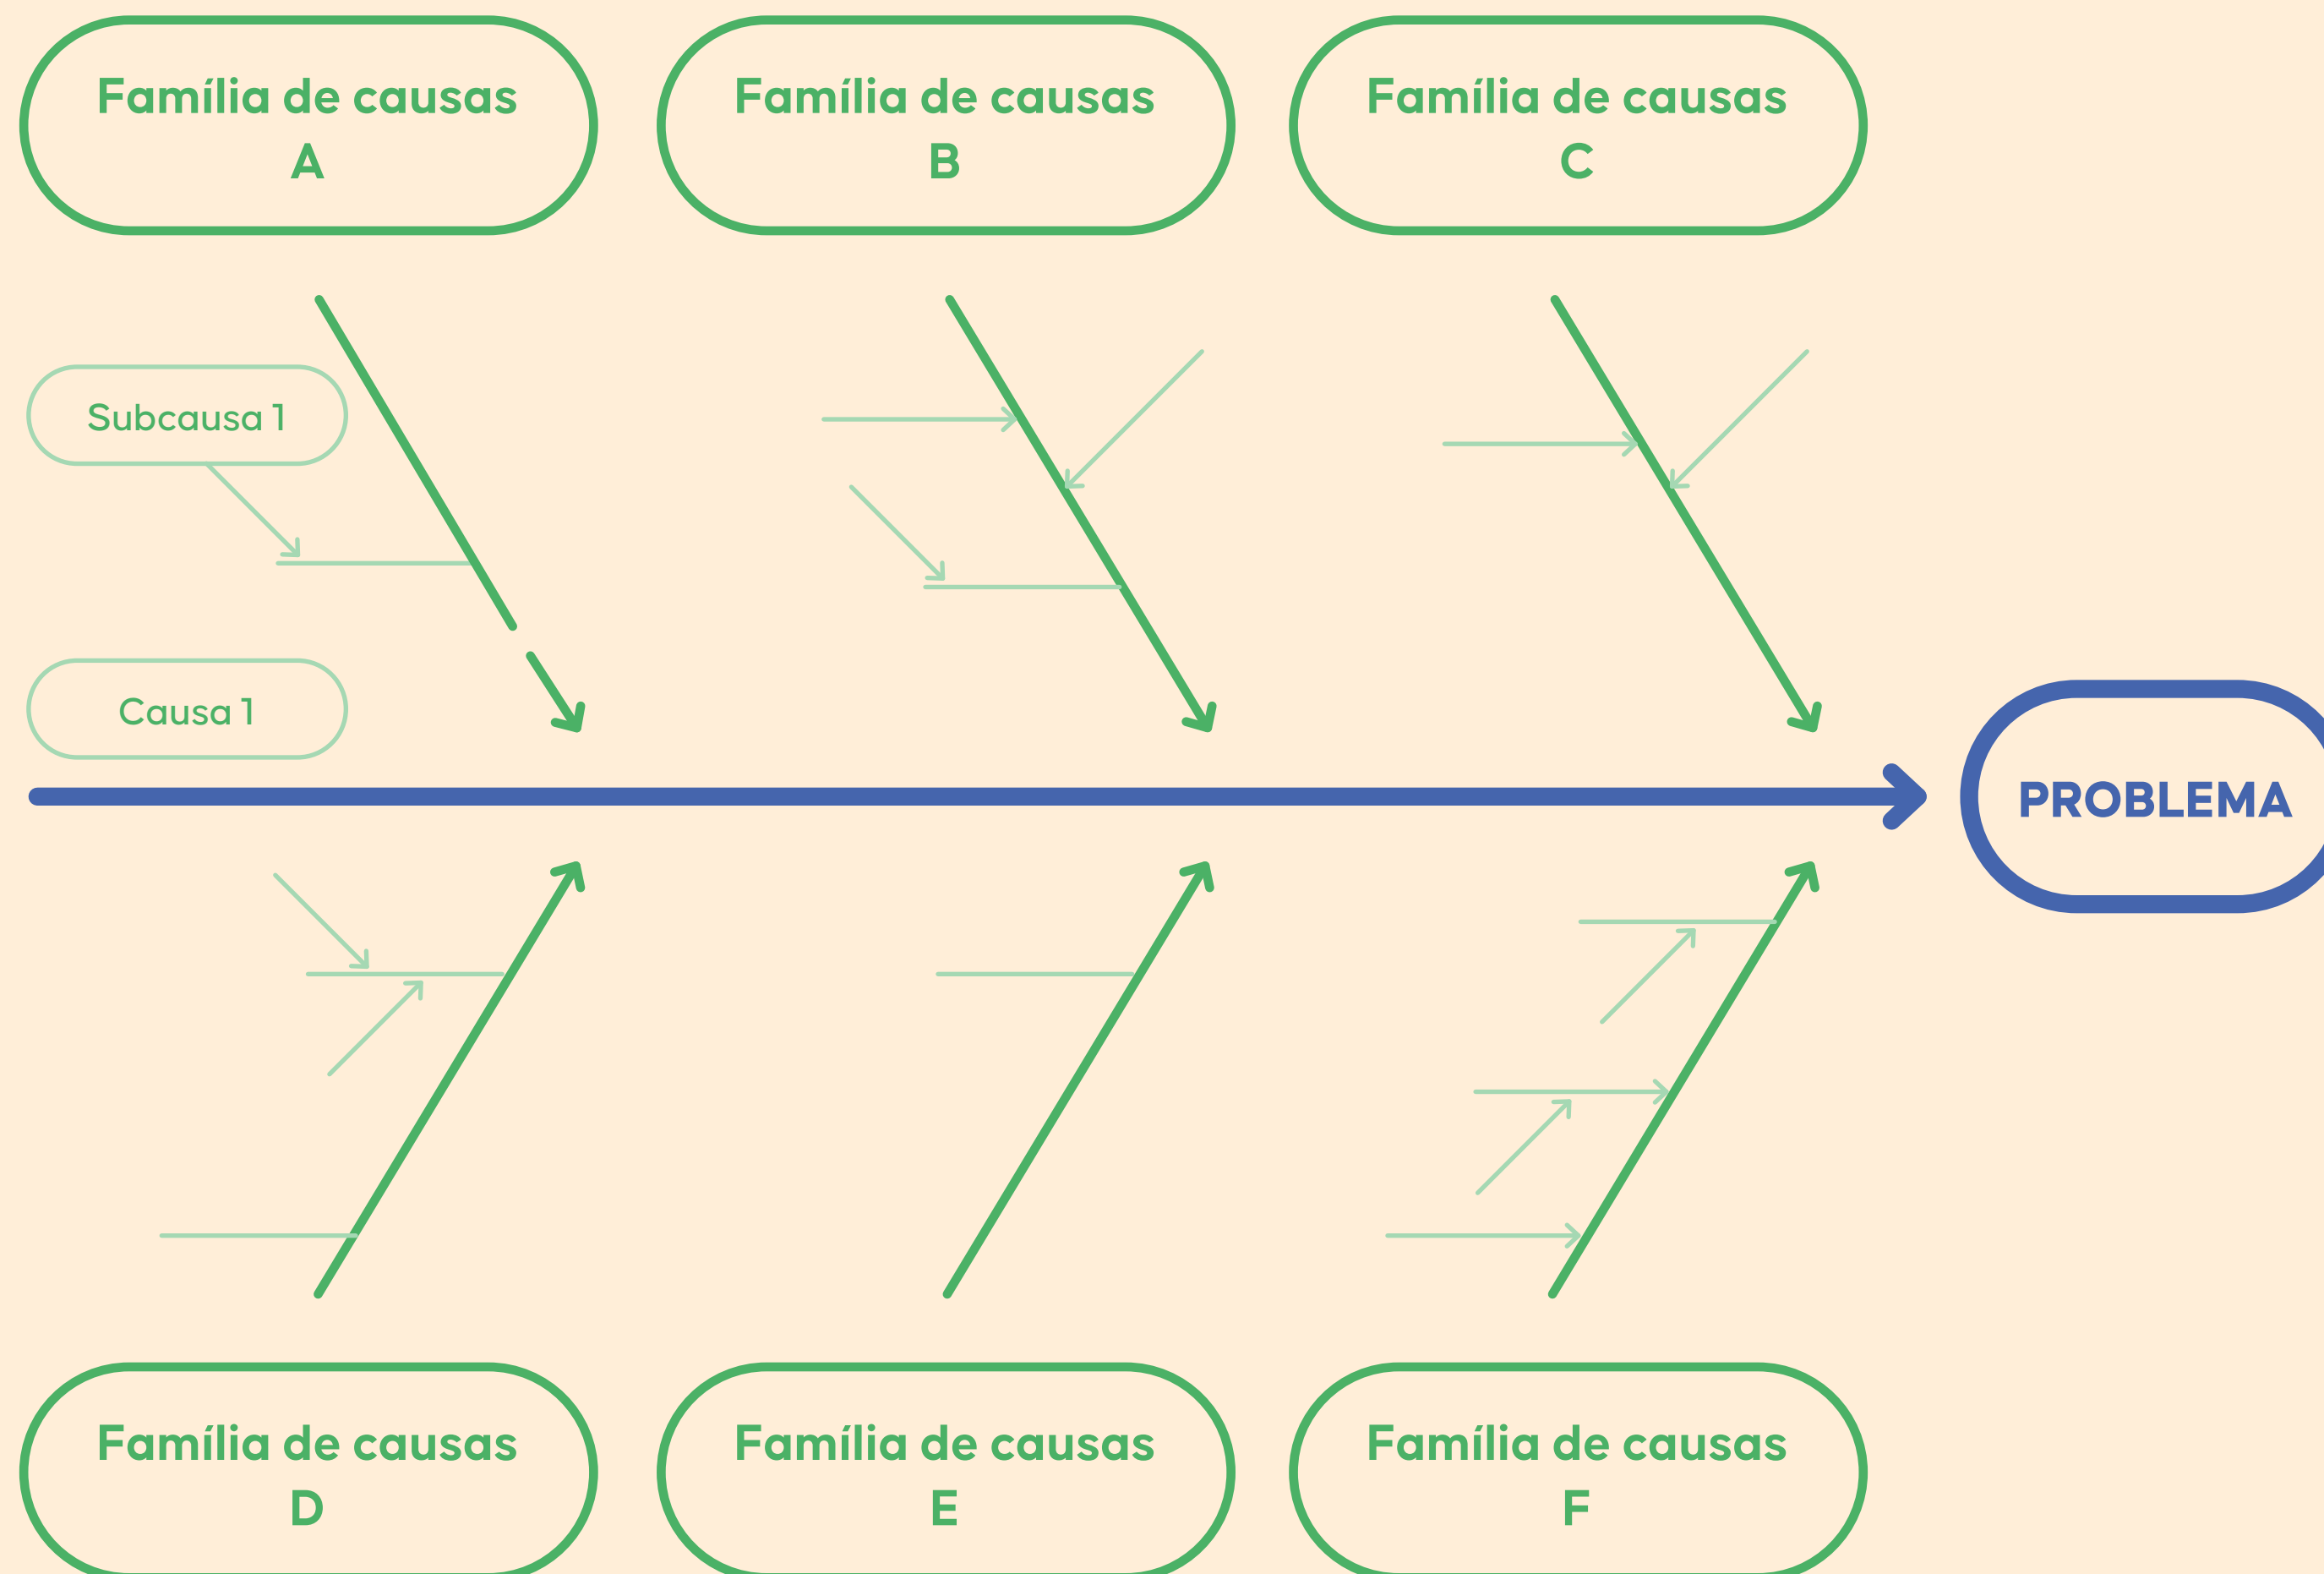 Família de causas
A
Família de causas
B
Família de causas
C
Subcausa 1
Causa 1
PROBLEMA
Família de causas
D
Família de causas
E
Família de causas
F